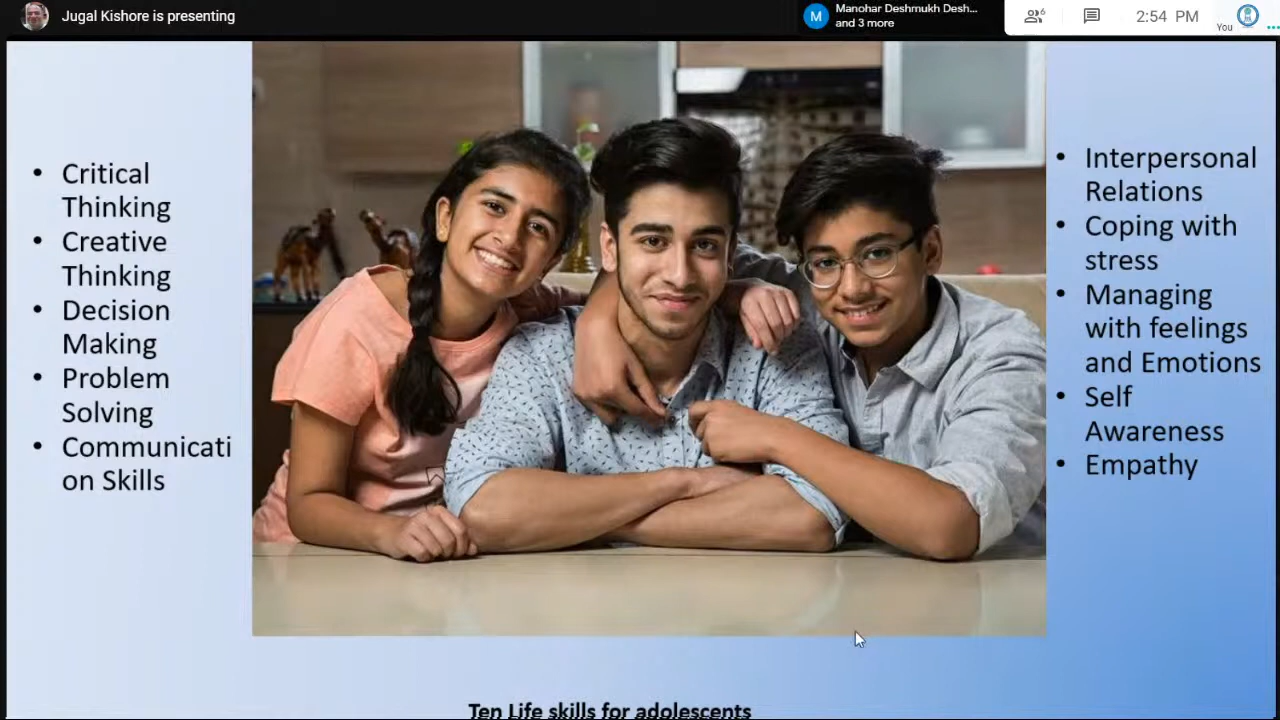 Jugal Kishore is presenting
M
Manohar Deshmukh Desh...
and 3 more
6
2:54 PM
You
• Critical
Thinking
• Creative
Thinking
• Decision
Making
• Problem
Solving
• Communicati
on Skills
• Interpersonal
Relations
• Coping with
stress
• Managing
with feelings
and Emotions
• Self
Awareness
• Empathy
Ten Life skills for adolescents